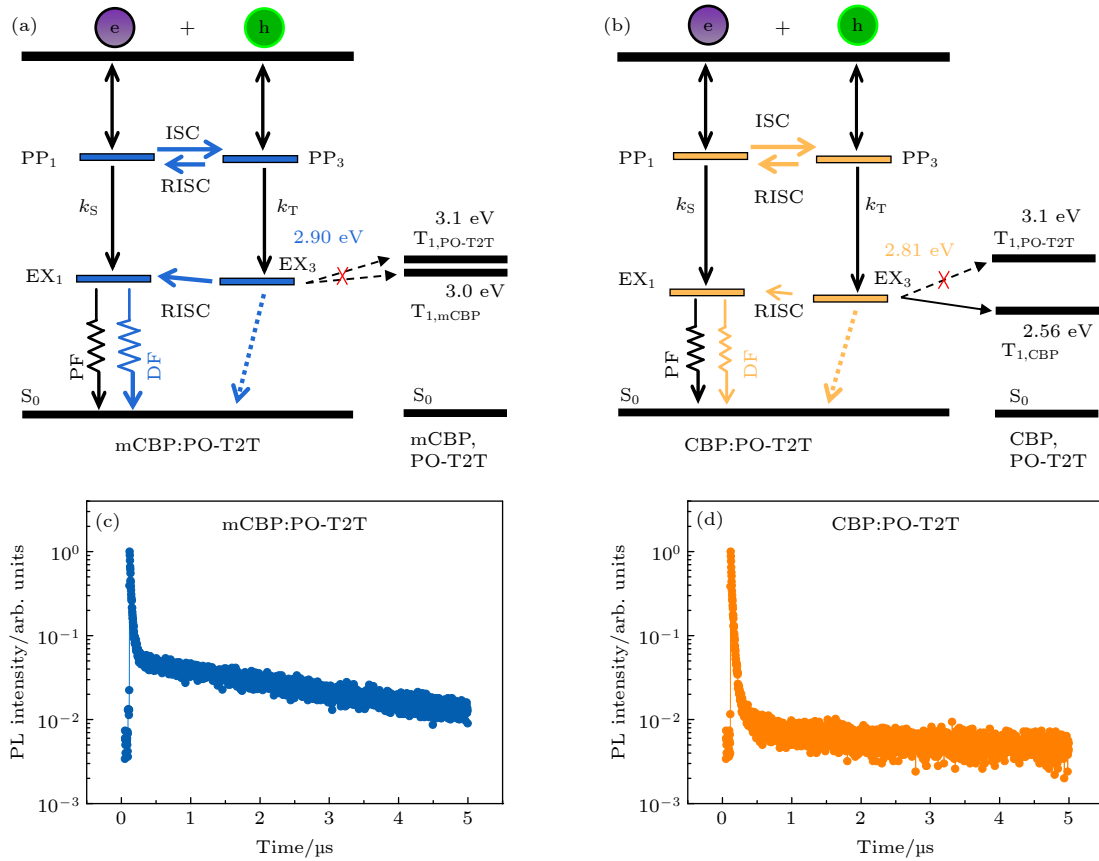 (a)
e + h
ISC
PP₁ PP₃
RISC
kS kT
2.90 eV
3.1 eV
T₁,PO-T2T
EX₁ EX₃
RISC
3.0 eV
T₁,mCBP
PF DF
S₀ S₀
mCBP:PO-T2T
mCBP,
PO-T2T
(b)
e + h
ISC
PP₁ PP₃
RISC
kS kT
2.81 eV
3.1 eV
T₁,PO-T2T
EX₁ EX₃
RISC
2.56 eV
T₁,CBP
PF DF
S₀ S₀
CBP:PO-T2T
CBP,
PO-T2T
(c)
mCBP:PO-T2T
PL intensity/arb. units
10⁰
10⁻¹
10⁻²
10⁻³
0 1 2 3 4 5
Time/μs
(d)
CBP:PO-T2T
PL intensity/arb. units
10⁰
10⁻¹
10⁻²
10⁻³
0 1 2 3 4 5
Time/μs